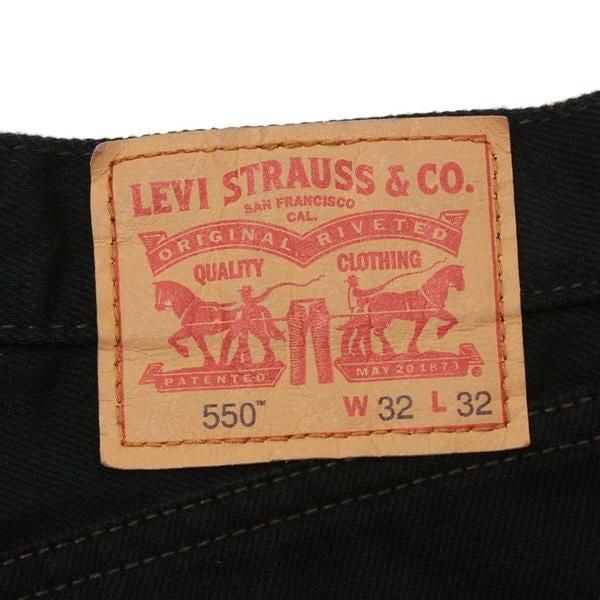 LEVI STRAUSS & CO.
SAN FRANCISCO
CAL.
ORIGINAL RIVETED
QUALITY CLOTHING
PATENTED MAY 20 1873
550™ W 32 L 32